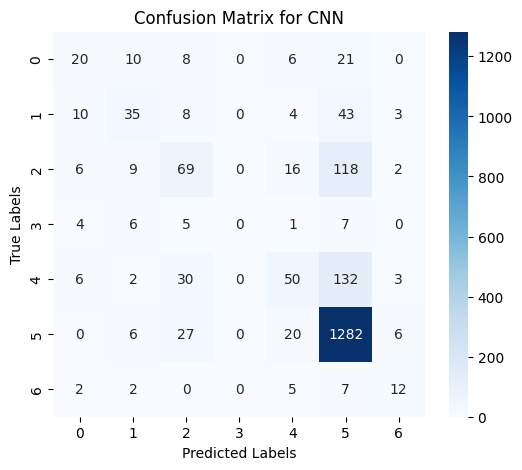 Confusion Matrix for CNN
0 20 10 8 0 6 21 0
1 10 35 8 0 4 43 3
2 6 9 69 0 16 118 2
3 4 6 5 0 1 7 0
4 6 2 30 0 50 132 3
5 0 6 27 0 20 1282 6
6 2 2 0 0 5 7 12
0 1 2 3 4 5 6
Predicted Labels
True Labels
1200
1000
800
600
400
200
0